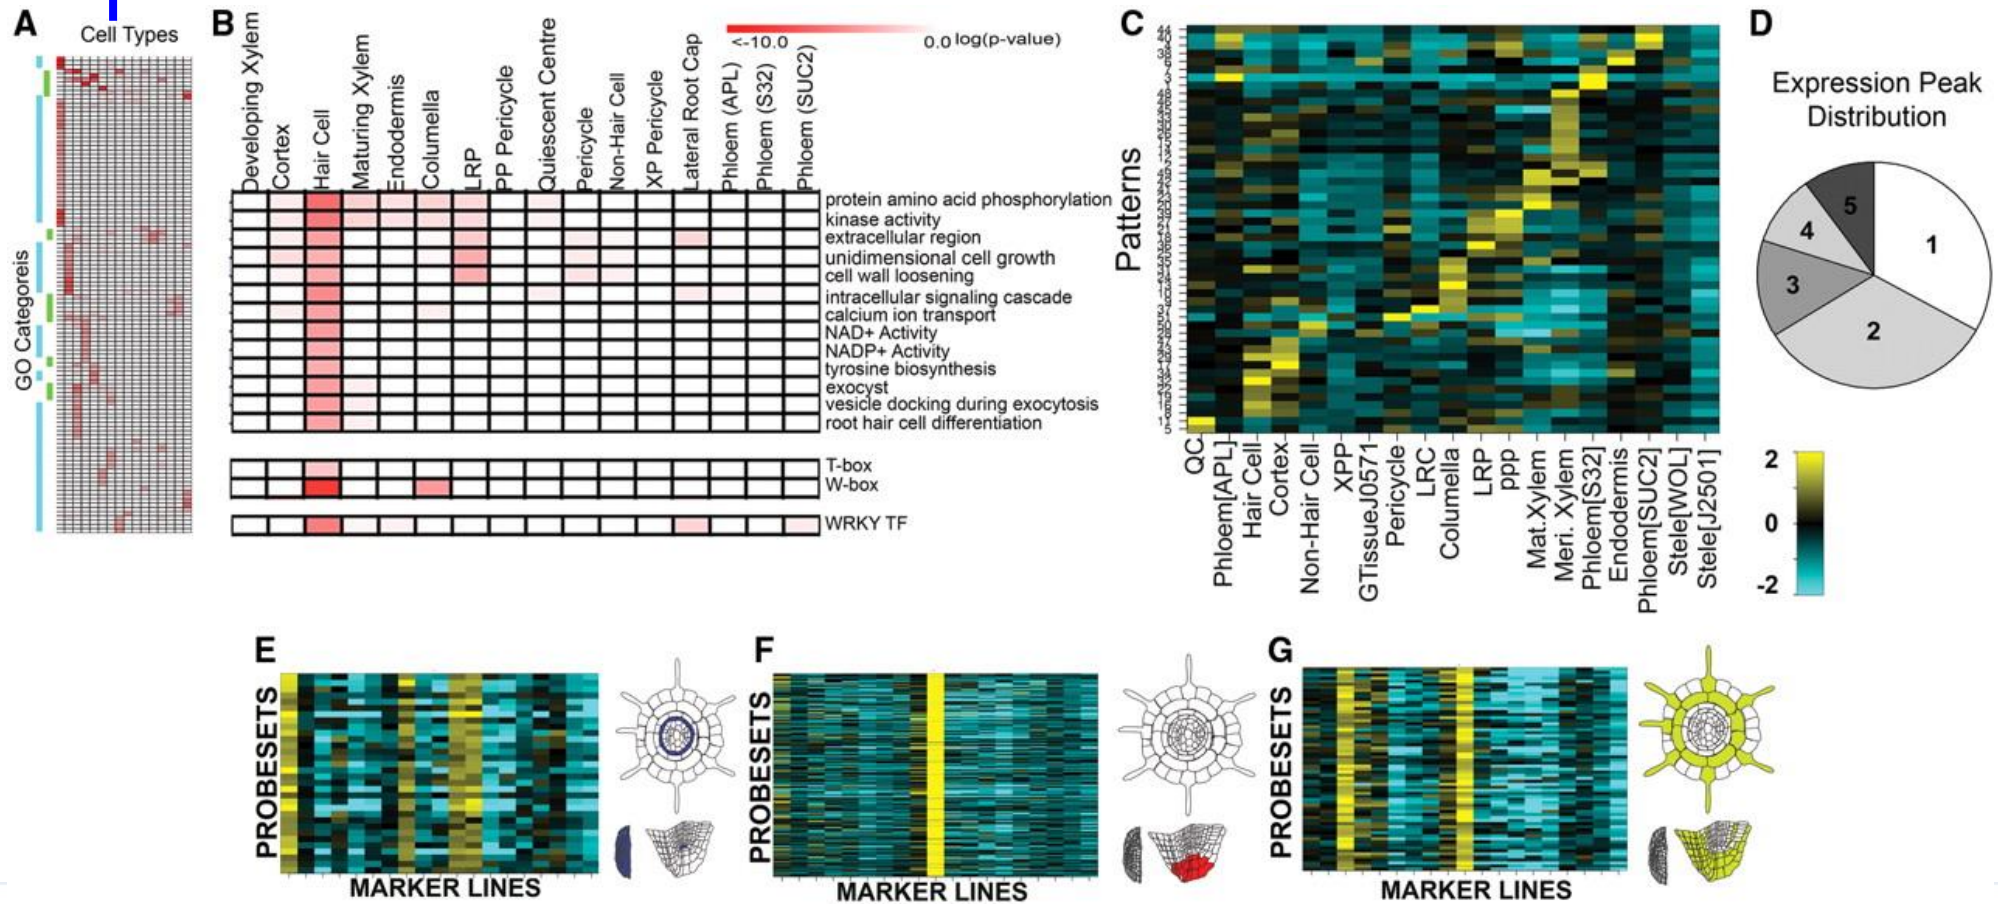 A
Cell Types
GO Categoreis
B
<-10.0
0.0 log(p-value)
Developing Xylem
Cortex
Hair Cell
Maturing Xylem
Endodermis
Columella
LRP
PP Pericycle
Quiescent Centre
Pericycle
Non-Hair Cell
XP Pericycle
Lateral Root Cap
Phloem (APL)
Phloem (S32)
Phloem (SUC2)
protein amino acid phosphorylation
kinase activity
extracellular region
unidimensional cell growth
cell wall loosening
intracellular signaling cascade
calcium ion transport
NAD+ Activity
NADP+ Activity
tyrosine biosynthesis
exocyst
vesicle docking during exocytosis
root hair cell differentiation
T-box
W-box
WRKY TF
C
Patterns
QC
Phloem[APL]
Hair Cell
Cortex
Non-Hair Cell
XPP
GTissueJ0571
Pericycle
LRC
Columella
LRP
ppp
Mat.Xylem
Meri. Xylem
Phloem[S32]
Endodermis
Phloem[SUC2]
Stele[WOL]
Stele[J2501]
D
Expression Peak
Distribution
1
2
3
4
5
2
0
-2
E
PROBESETS
MARKER LINES
F
PROBESETS
MARKER LINES
G
PROBESETS
MARKER LINES